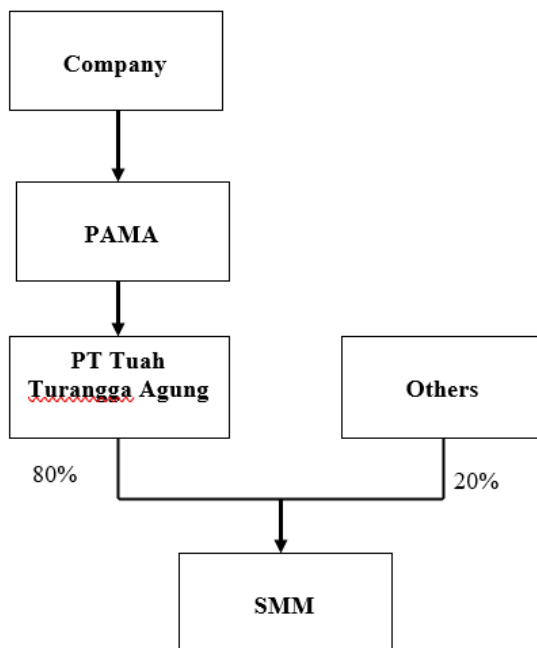 Company
PAMA
PT Tuah
Turangga Agung
Others
80%
20%
SMM